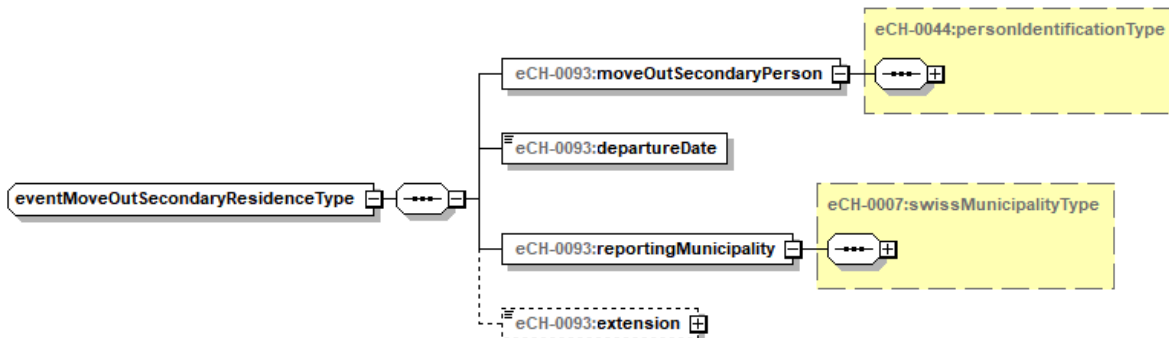 eCH-0044:personIdentificationType
eCH-0093:moveOutSecondaryPerson
eCH-0093:departureDate
eventMoveOutSecondaryResidenceType
eCH-0007:swissMunicipalityType
eCH-0093:reportingMunicipality
eCH-0093:extension